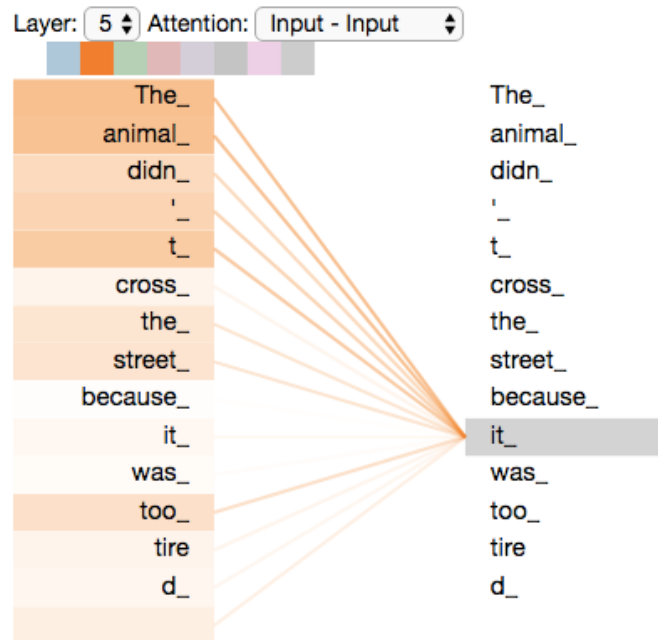 Layer: 5 Attention: Input - Input
The_ The_
animal_ animal_
didn_ didn_
'_ '_
t_ t_
cross_ cross_
the_ the_
street_ street_
because_ because_
it_ it_
was_ was_
too_ too_
tire tire
d_ d_